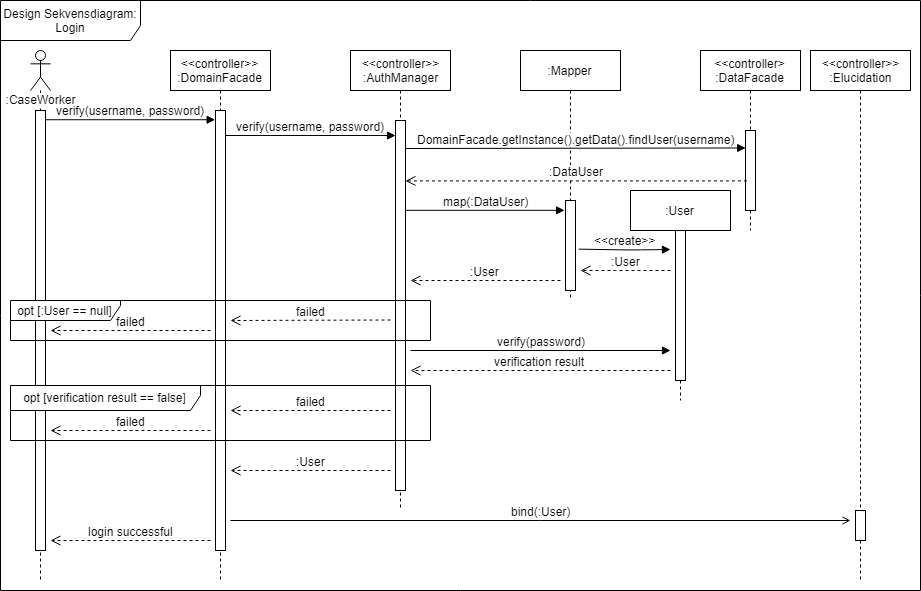 Design Sekvensdiagram:
Login
<<controller>>
:DomainFacade
<<controller>>
:AuthManager
:Mapper
<<controller>
:DataFacade
<<controller>>
:Elucidation
:CaseWorker
verify(username, password)
verify(username, password)
DomainFacade.getInstance().getData().findUser(username)
:DataUser
map(:DataUser)
:User
<<create>>
:User
:User
opt [:User == null]
failed
failed
verify(password)
verification result
opt [verification result == false]
failed
failed
:User
bind(:User)
login successful